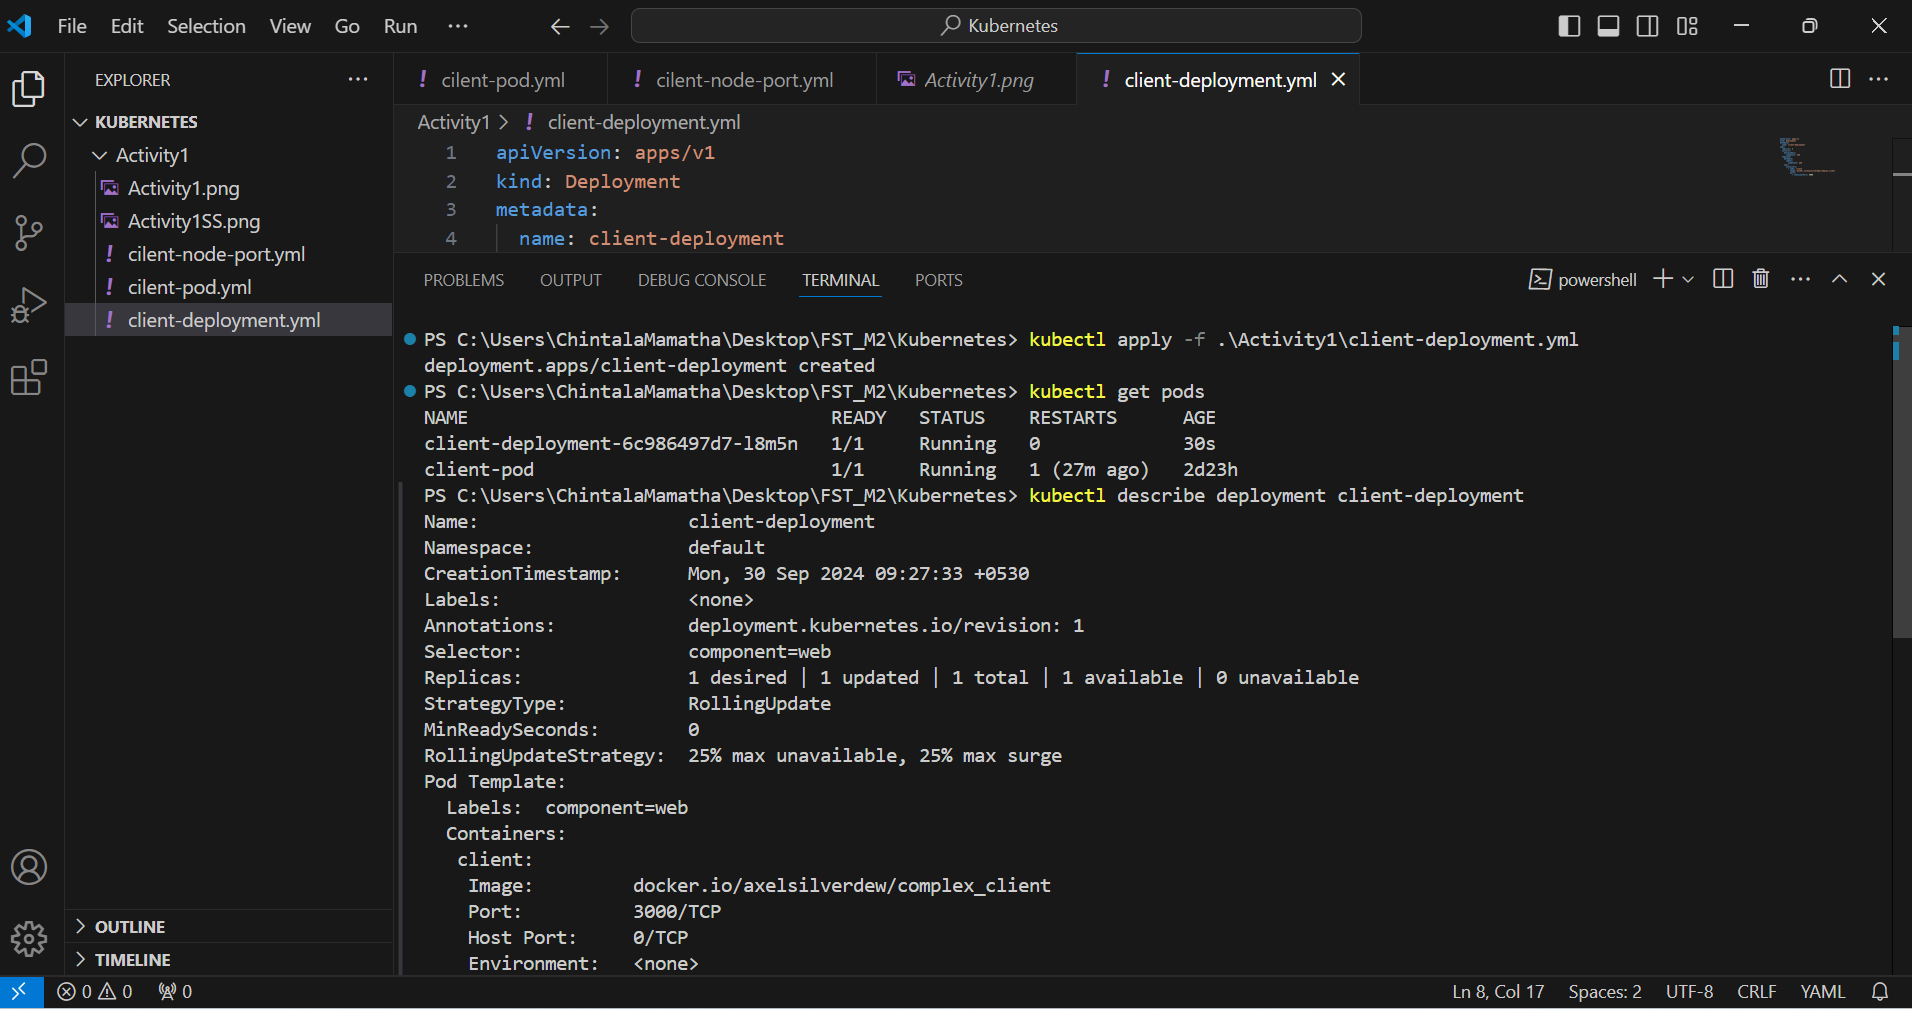 File Edit Selection View Go Run ··· Kubernetes
EXPLORER ···
KUBERNETES
Activity1
Activity1.png
Activity1SS.png
! cilent-node-port.yml
! cilent-pod.yml
! client-deployment.yml
OUTLINE
TIMELINE
! cilent-pod.yml ! cilent-node-port.yml Activity1.png ! client-deployment.yml
Activity1 > ! client-deployment.yml
1 apiVersion: apps/v1
2 kind: Deployment
3 metadata:
4 name: client-deployment
PROBLEMS OUTPUT DEBUG CONSOLE TERMINAL PORTS powershell
PS C:\Users\ChintalaMamatha\Desktop\FST_M2\Kubernetes> kubectl apply -f .\Activity1\client-deployment.yml
deployment.apps/client-deployment created
PS C:\Users\ChintalaMamatha\Desktop\FST_M2\Kubernetes> kubectl get pods
NAME READY STATUS RESTARTS AGE
client-deployment-6c986497d7-l8m5n 1/1 Running 0 30s
client-pod 1/1 Running 1 (27m ago) 2d23h
PS C:\Users\ChintalaMamatha\Desktop\FST_M2\Kubernetes> kubectl describe deployment client-deployment
Name: client-deployment
Namespace: default
CreationTimestamp: Mon, 30 Sep 2024 09:27:33 +0530
Labels: <none>
Annotations: deployment.kubernetes.io/revision: 1
Selector: component=web
Replicas: 1 desired | 1 updated | 1 total | 1 available | 0 unavailable
StrategyType: RollingUpdate
MinReadySeconds: 0
RollingUpdateStrategy: 25% max unavailable, 25% max surge
Pod Template:
Labels: component=web
Containers:
client:
Image: docker.io/axelsilverdew/complex_client
Port: 3000/TCP
Host Port: 0/TCP
Environment: <none>
0 0 0 Ln 8, Col 17 Spaces: 2 UTF-8 CRLF YAML